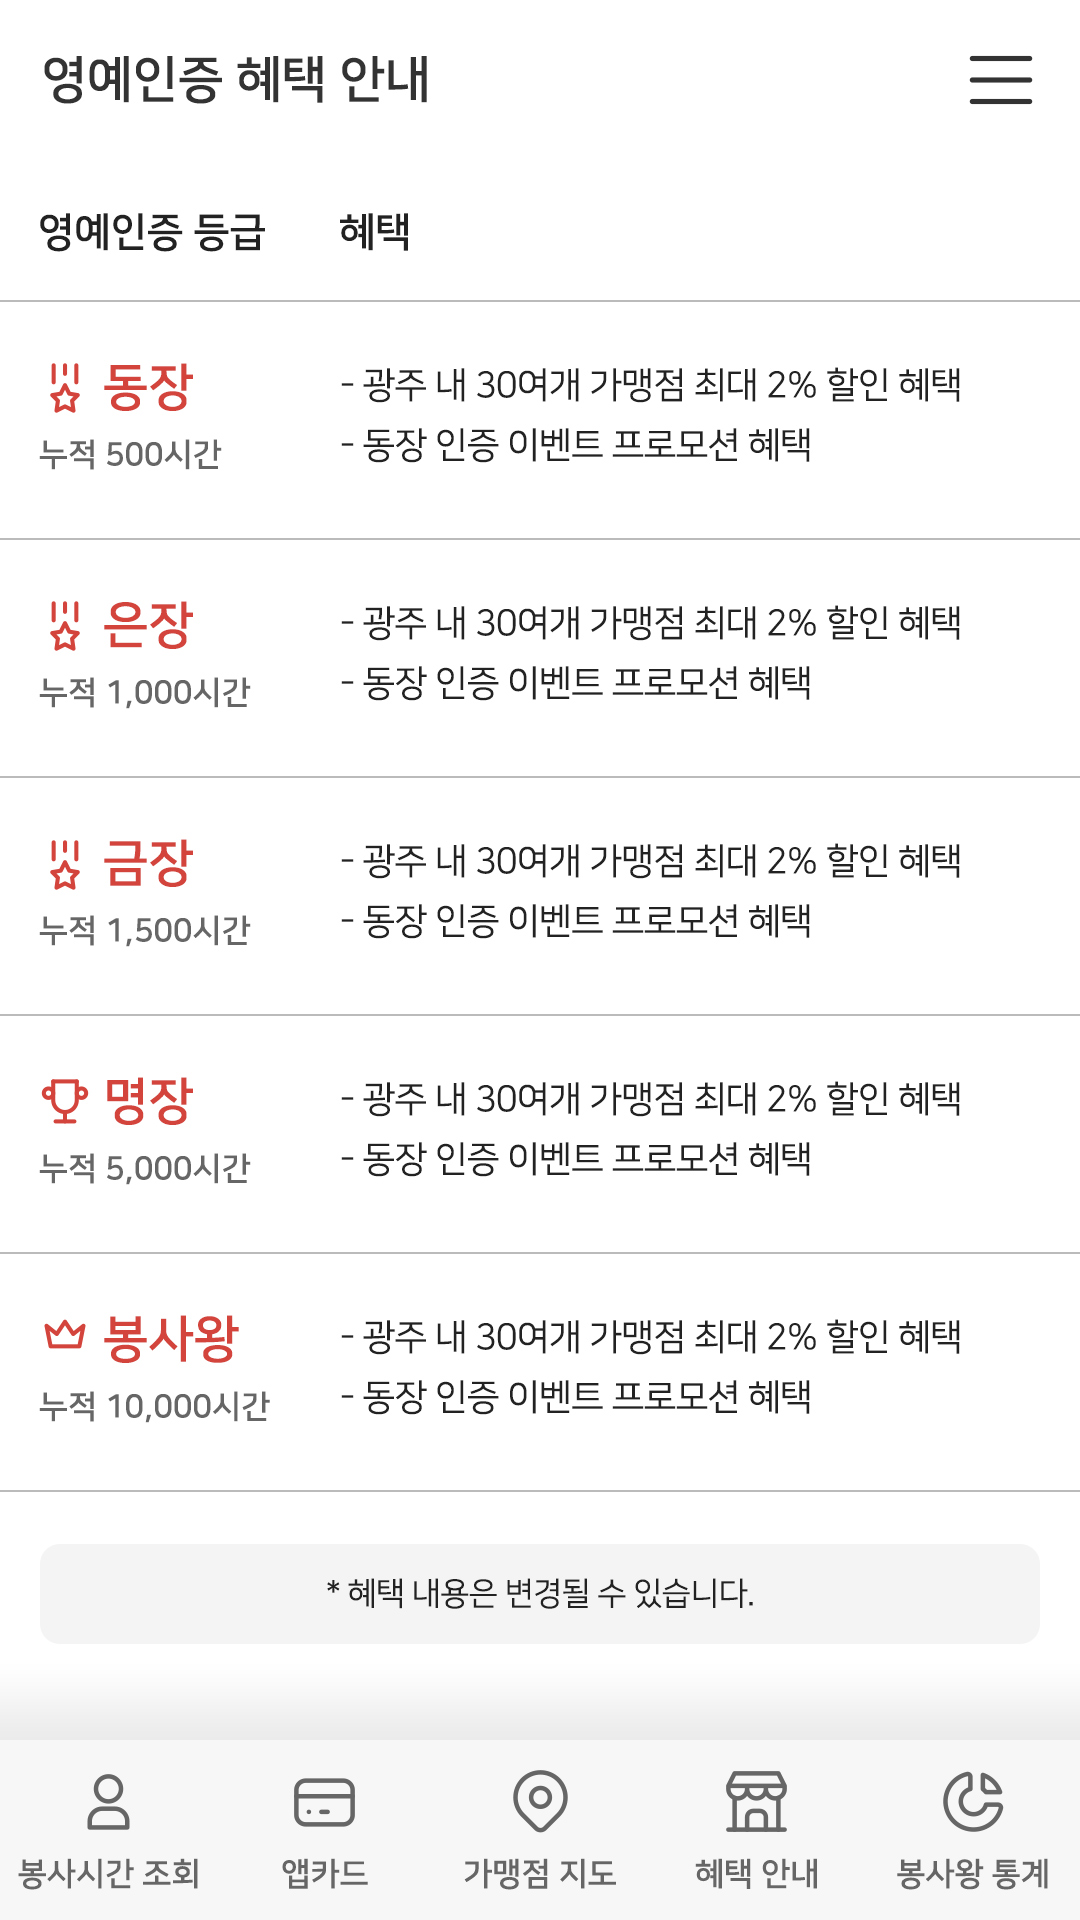 영예인증 혜택 안내
영예인증 등급 혜택
동장
누적 500시간
- 광주 내 30여개 가맹점 최대 2% 할인 혜택
- 동장 인증 이벤트 프로모션 혜택
은장
누적 1,000시간
- 광주 내 30여개 가맹점 최대 2% 할인 혜택
- 동장 인증 이벤트 프로모션 혜택
금장
누적 1,500시간
- 광주 내 30여개 가맹점 최대 2% 할인 혜택
- 동장 인증 이벤트 프로모션 혜택
명장
누적 5,000시간
- 광주 내 30여개 가맹점 최대 2% 할인 혜택
- 동장 인증 이벤트 프로모션 혜택
봉사왕
누적 10,000시간
- 광주 내 30여개 가맹점 최대 2% 할인 혜택
- 동장 인증 이벤트 프로모션 혜택
* 혜택 내용은 변경될 수 있습니다.
봉사시간 조회
앱카드
가맹점 지도
혜택 안내
봉사왕 통계